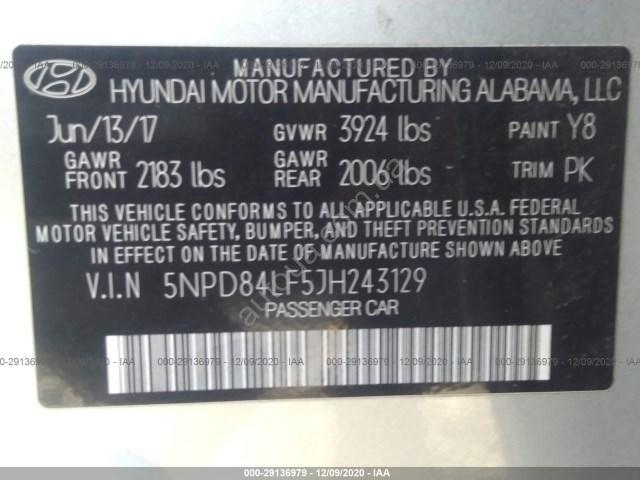 MANUFACTURED BY
HYUNDAI MOTOR MANUFACTURING ALABAMA, LLC
Jun/13/17 GVWR 3924 lbs PAINT Y8
GAWR FRONT 2183 lbs GAWR REAR 2006 lbs TRIM PK
THIS VEHICLE CONFORMS TO ALL APPLICABLE U.S.A. FEDERAL
MOTOR VEHICLE SAFETY, BUMPER, AND THEFT PREVENTION STANDARDS
IN EFFECT ON THE DATE OF MANUFACTURE SHOWN ABOVE
V.I.N 5NPD84LF5JH243129
PASSENGER CAR
000-29136979 - 12/09/2020 - IAA